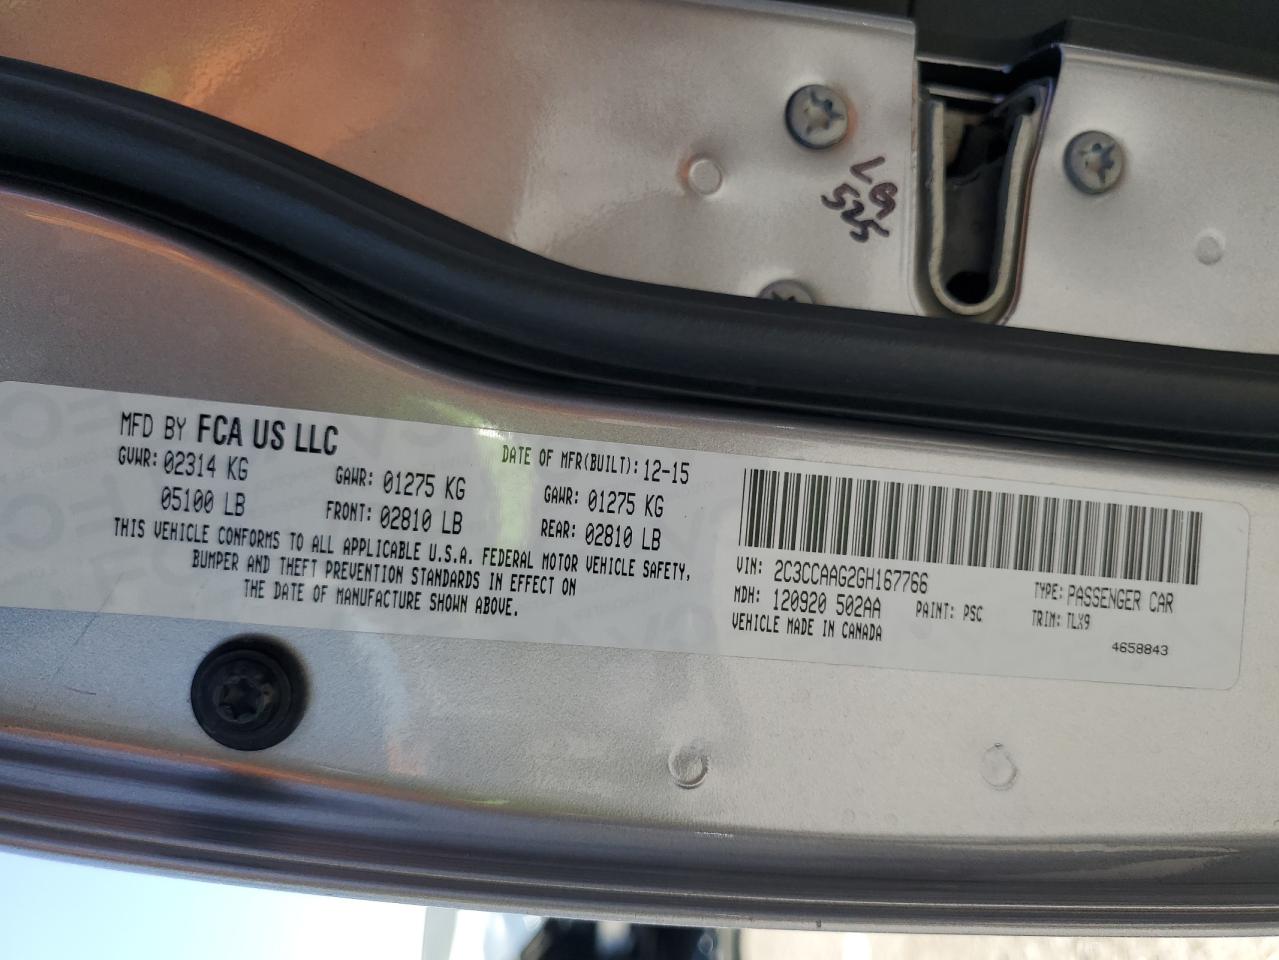 LG
525
MFD BY FCA US LLC
DATE OF MFR(BUILT): 12-15
GVWR: 02314 KG
GAWR: 01275 KG
GAWR: 01275 KG
05100 LB
FRONT: 02810 LB
REAR: 02810 LB
THIS VEHICLE CONFORMS TO ALL APPLICABLE U.S.A. FEDERAL MOTOR VEHICLE SAFETY,
BUMPER AND THEFT PREVENTION STANDARDS IN EFFECT ON
THE DATE OF MANUFACTURE SHOWN ABOVE.
VIN: 2C3CCAAG2GH167766
TYPE: PASSENGER CAR
MDH: 120920 502AA
PAINT: PSC
TRIM: TLX9
VEHICLE MADE IN CANADA
4658843